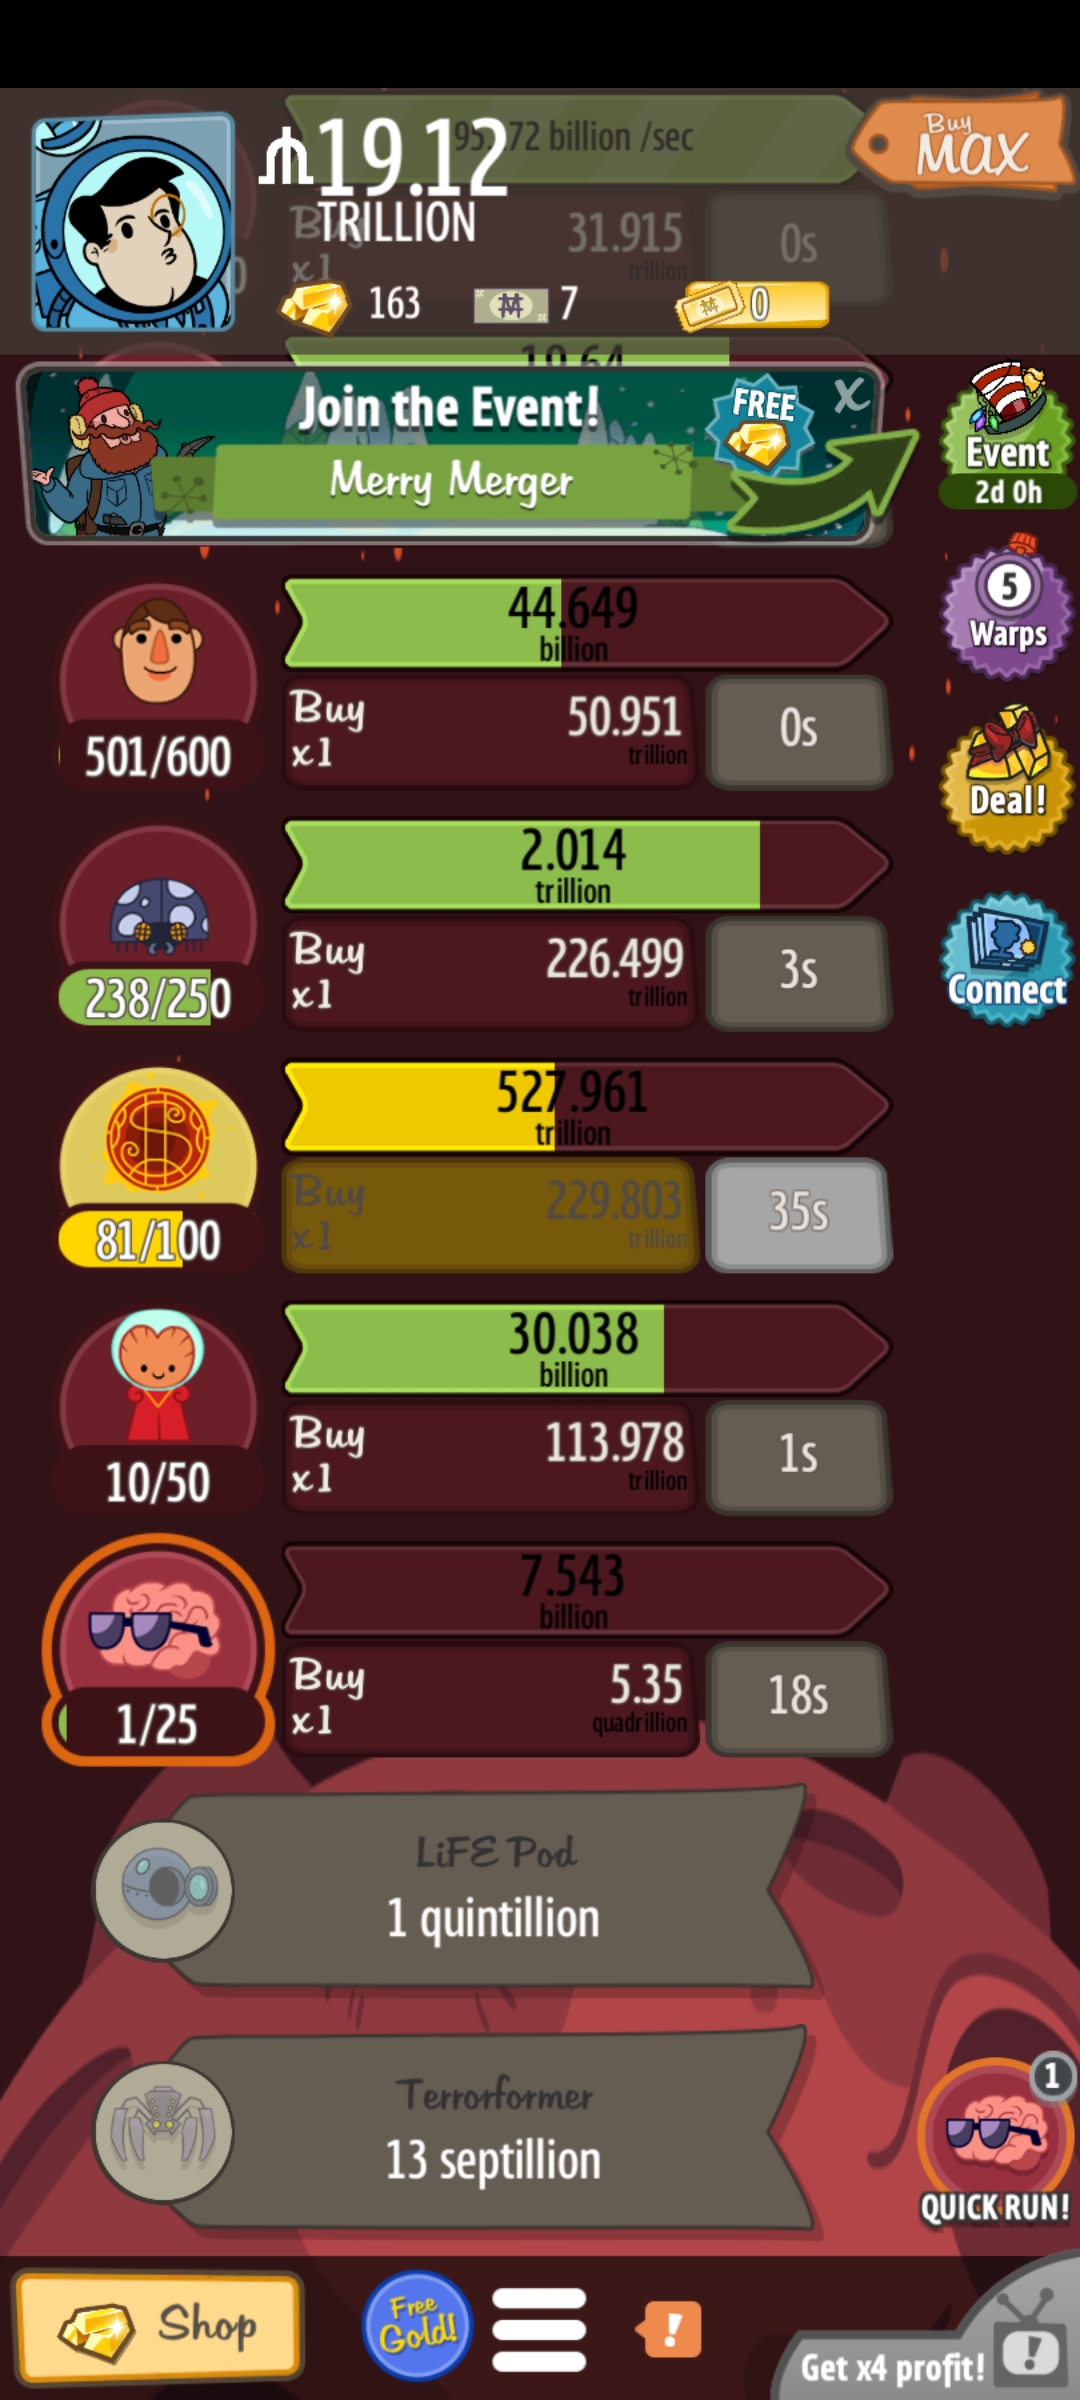 95.172 billion /sec
Buy
MAX
19.12
TRILLION
Buy
x1
31.915
trillion
0s
163
7
0
19.64
Join the Event!
FREE
X
Merry Merger
Event
2d 0h
44.649
billion
Buy
x1
50.951
trillion
0s
501/600
5
Warps
2.014
trillion
Buy
x1
226.499
trillion
3s
238/250
Deal!
Connect
527.961
trillion
Buy
x1
229.803
trillion
35s
81/100
30.038
billion
Buy
x1
113.978
trillion
1s
10/50
7.543
billion
Buy
x1
5.35
quadrillion
18s
1/25
LiFE Pod
1 quintillion
Terrorformer
13 septillion
1
QUICK RUN!
Shop
Free
Gold!
!
Get x4 profit!
!